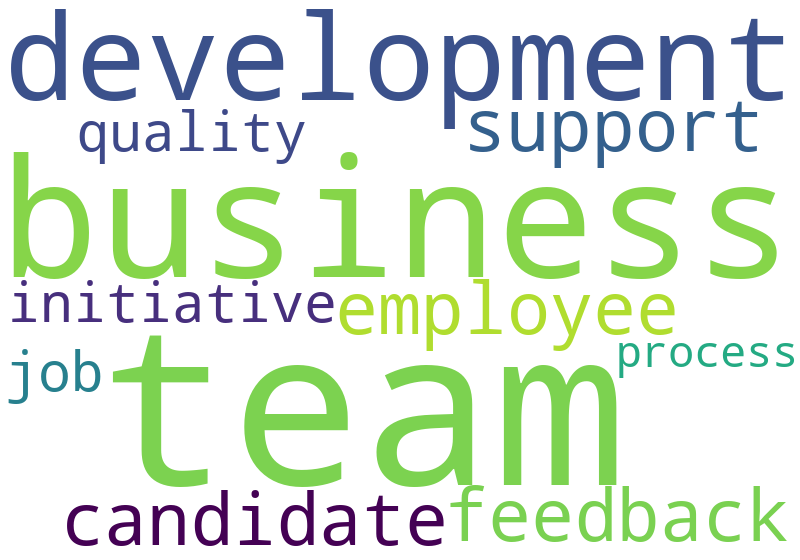 development
quality support
business
initiative employee
job team process
candidate feedback